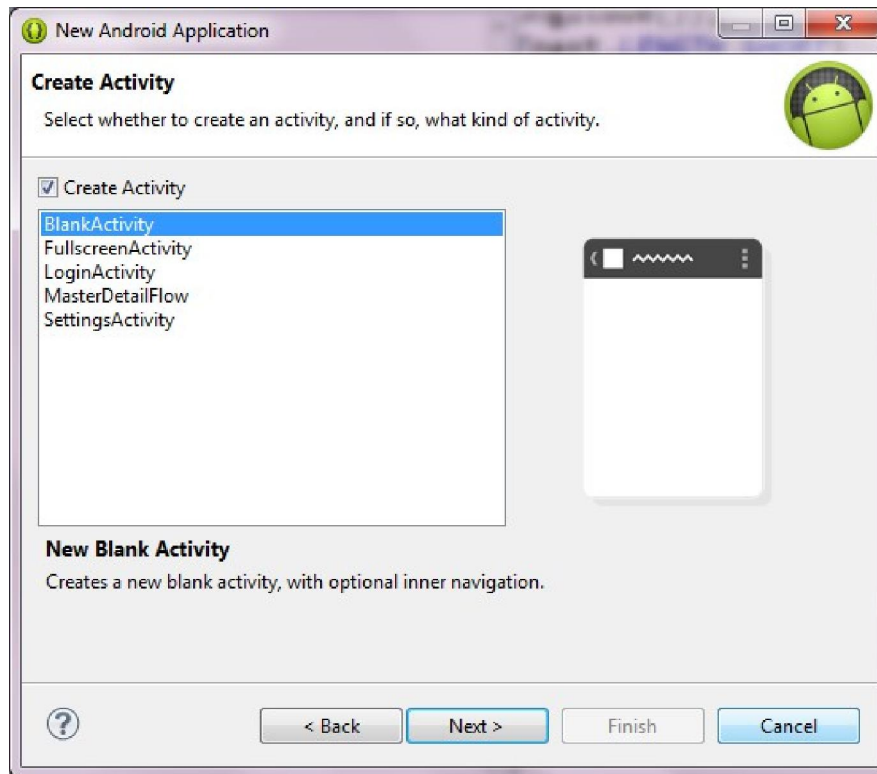 New Android Application
Create Activity
Select whether to create an activity, and if so, what kind of activity.
Create Activity
BlankActivity
FullscreenActivity
LoginActivity
MasterDetailFlow
SettingsActivity
New Blank Activity
Creates a new blank activity, with optional inner navigation.
? < Back Next > Finish Cancel